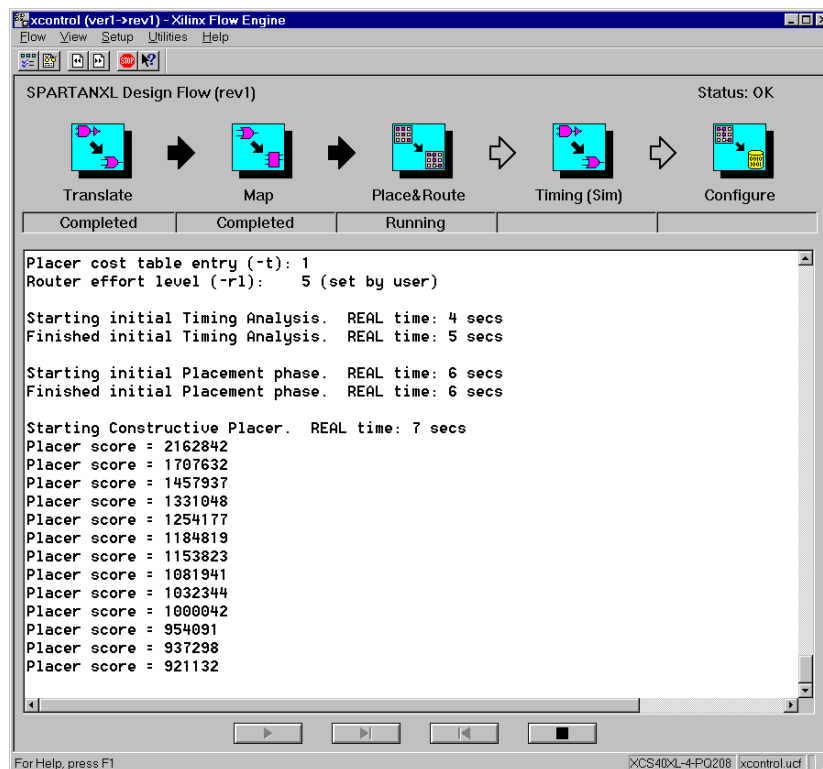 xcontrol (ver1->rev1) - Xilinx Flow Engine
Flow View Setup Utilities Help
STOP
SPARTANXL Design Flow (rev1) Status: OK
Translate Map Place&Route Timing (Sim) Configure
Completed Completed Running
Placer cost table entry (-t): 1
Router effort level (-rl): 5 (set by user)
Starting initial Timing Analysis. REAL time: 4 secs
Finished initial Timing Analysis. REAL time: 5 secs
Starting initial Placement phase. REAL time: 6 secs
Finished initial Placement phase. REAL time: 6 secs
Starting Constructive Placer. REAL time: 7 secs
Placer score = 2162842
Placer score = 1707632
Placer score = 1457937
Placer score = 1331048
Placer score = 1254177
Placer score = 1184819
Placer score = 1153823
Placer score = 1081941
Placer score = 1032344
Placer score = 1000042
Placer score = 954091
Placer score = 937298
Placer score = 921132
For Help, press F1 XCS40XL-4-PQ208 xcontrol.ucf